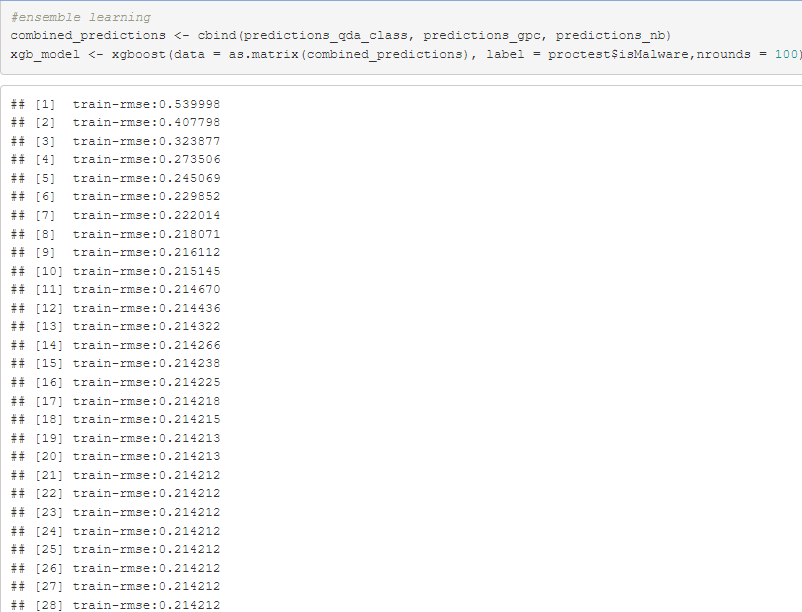 #ensemble learning
combined_predictions <- cbind(predictions_qda_class, predictions_gpc, predictions_nb)
xgb_model <- xgboost(data = as.matrix(combined_predictions), label = proctest$isMalware,nrounds = 100)
## [1]  train-rmse:0.539998
## [2]  train-rmse:0.407798
## [3]  train-rmse:0.323877
## [4]  train-rmse:0.273506
## [5]  train-rmse:0.245069
## [6]  train-rmse:0.229852
## [7]  train-rmse:0.222014
## [8]  train-rmse:0.218071
## [9]  train-rmse:0.216112
## [10] train-rmse:0.215145
## [11] train-rmse:0.214670
## [12] train-rmse:0.214436
## [13] train-rmse:0.214322
## [14] train-rmse:0.214266
## [15] train-rmse:0.214238
## [16] train-rmse:0.214225
## [17] train-rmse:0.214218
## [18] train-rmse:0.214215
## [19] train-rmse:0.214213
## [20] train-rmse:0.214213
## [21] train-rmse:0.214212
## [22] train-rmse:0.214212
## [23] train-rmse:0.214212
## [24] train-rmse:0.214212
## [25] train-rmse:0.214212
## [26] train-rmse:0.214212
## [27] train-rmse:0.214212
## [28] train-rmse:0.214212